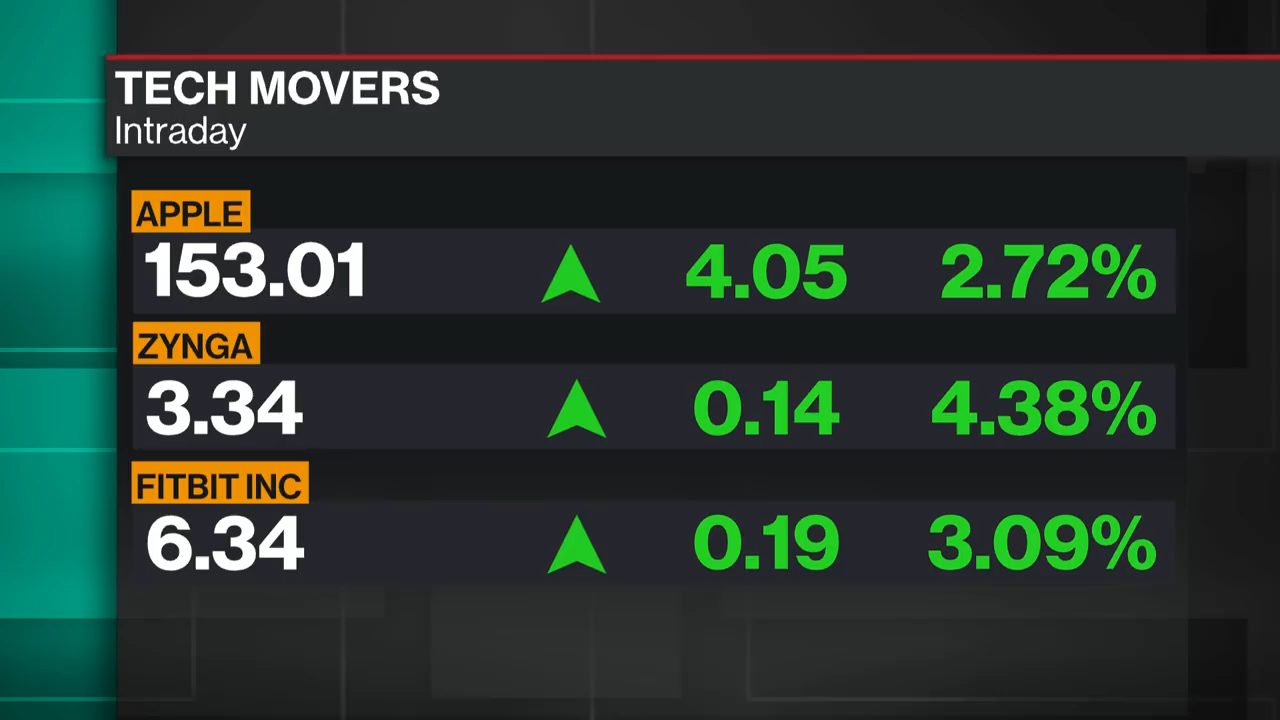 TECH MOVERS
Intraday
APPLE
153.01 ▲ 4.05 2.72%
ZYNGA
3.34 ▲ 0.14 4.38%
FITBIT INC
6.34 ▲ 0.19 3.09%